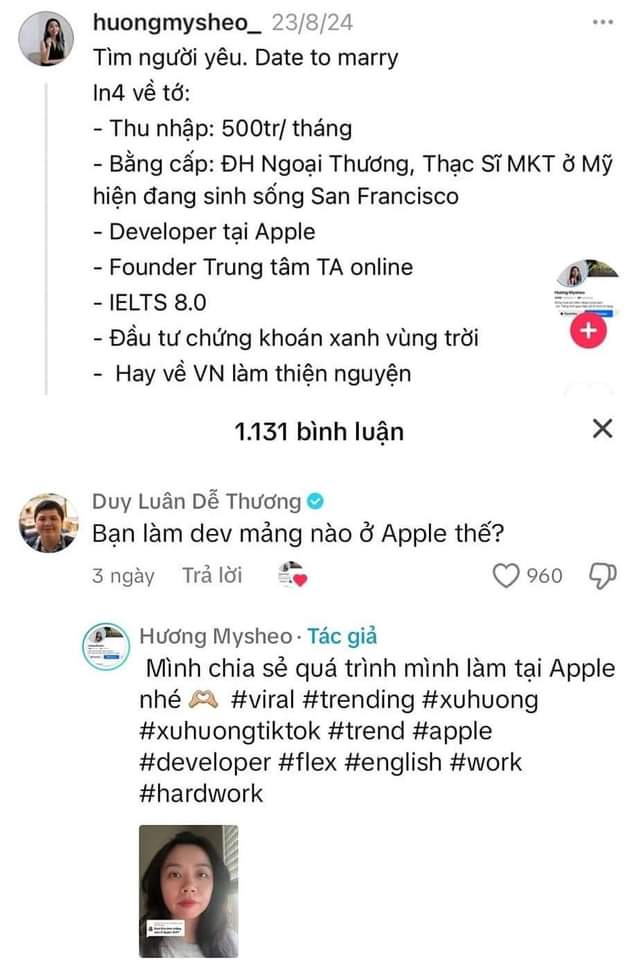 huongmysheo_ 23/8/24
Tìm người yêu. Date to marry
In4 về tớ:
- Thu nhập: 500tr/ tháng
- Bằng cấp: ĐH Ngoại Thương, Thạc Sĩ MKT ở Mỹ
hiện đang sinh sống San Francisco
- Developer tại Apple
- Founder Trung tâm TA online
- IELTS 8.0
- Đầu tư chứng khoán xanh vùng trời
- Hay về VN làm thiện nguyện
1.131 bình luận
Duy Luân Dễ Thương
Bạn làm dev mảng nào ở Apple thế?
3 ngày Trả lời 960
Hương Mysheo · Tác giả
Mình chia sẻ quá trình mình làm tại Apple
nhé 🫶🏼 #viral #trending #xuhuong
#xuhuongtiktok #trend #apple
#developer #flex #english #work
#hardwork